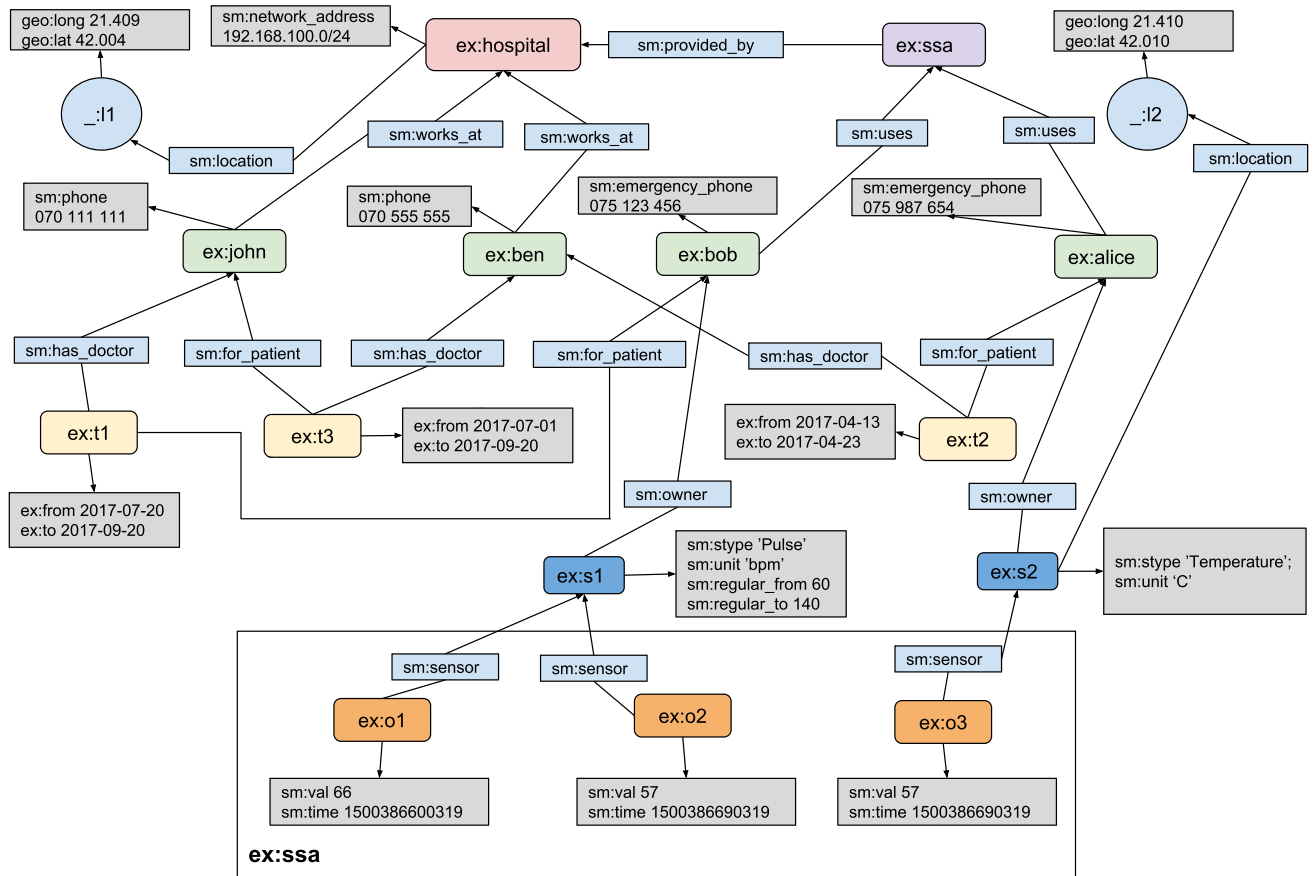 geo:long 21.409
geo:lat 42.004
sm:network_address
192.168.100.0/24
ex:hospital
sm:provided_by
ex:ssa
geo:long 21.410
geo:lat 42.010
_:l1
_:l2
sm:location
sm:works_at
sm:works_at
sm:uses
sm:uses
sm:location
sm:phone
070 111 111
sm:phone
070 555 555
sm:emergency_phone
075 123 456
sm:emergency_phone
075 987 654
ex:john
ex:ben
ex:bob
ex:alice
sm:has_doctor
sm:for_patient
sm:has_doctor
sm:for_patient
sm:has_doctor
sm:for_patient
ex:t1
ex:t3
ex:from 2017-07-01
ex:to 2017-09-20
ex:from 2017-04-13
ex:to 2017-04-23
ex:t2
ex:from 2017-07-20
ex:to 2017-09-20
sm:owner
sm:owner
ex:s1
sm:stype ’Pulse’
sm:unit ’bpm’
sm:regular_from 60
sm:regular_to 140
ex:s2
sm:stype ’Temperature’;
sm:unit ‘C’
sm:sensor
sm:sensor
sm:sensor
ex:o1
ex:o2
ex:o3
sm:val 66
sm:time 1500386600319
sm:val 57
sm:time 1500386690319
sm:val 57
sm:time 1500386690319
ex:ssa